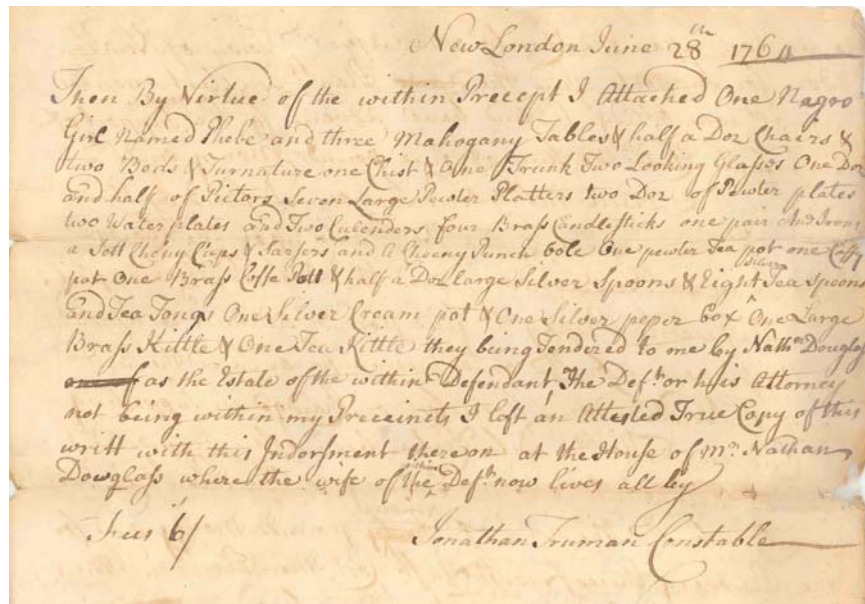 New London June 28th 1764
Then By Virtue of the within Precept I Attached One Negro
Girl Named Phebe and three Mahogany Tables & half a Doz Chairs &
two Beds & Furnature one Chist & One Trunk Two Looking Glasses One Doz
and half of Pictors Seven Large Pewter Platters two Doz of Pewter plates
two Water plates and Two Culenders four Brass Candlesticks one pair And Irons
a Sett Cheny Cups & Sarsers and a Cheeny Punch bole One pewter Tea pot one Coffy
pot One Brass Coffe Pott & half a Doz large Silver Spoons & Eight Silver Tea Spoons
and Tea Tongs One Silver Cream pot & One Silver peper box One Large
Brass Kittle & One Tea Kittle they being Tendered to me by Nathn Douglass
as the Estate of the within Defendant The Deft or his Attorney
not being within my Precincts I left an Attested True Copy of this
writt with this Indorsment there on at the House of Mr Nathan
Dowglass where the wife of the within Deft now lives all by
Fees 6/ Jonathan Truman Constable